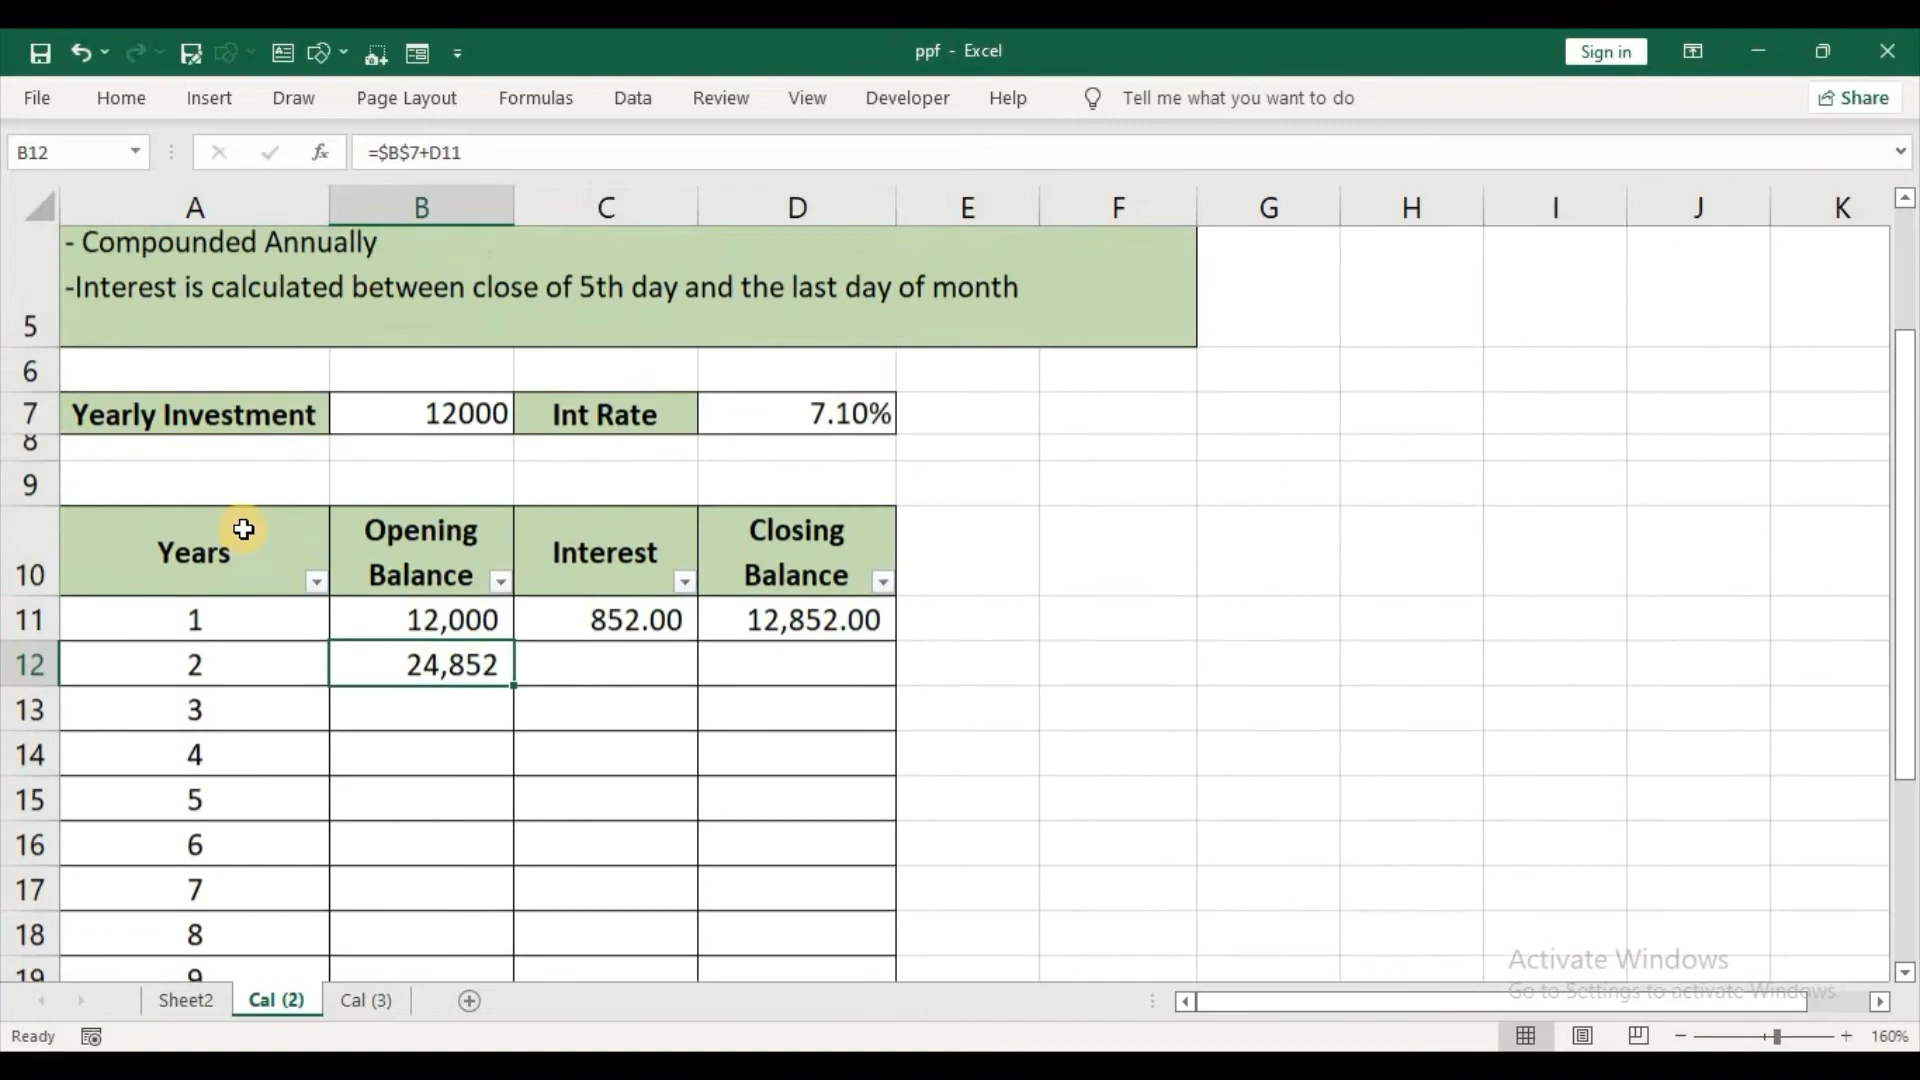 ppf - Excel
Sign in
File Home Insert Draw Page Layout Formulas Data Review View Developer Help Tell me what you want to do Share
B12 fx =$B$7+D11
A B C D E F G H I J K
- Compounded Annually
-Interest is calculated between close of 5th day and the last day of month
5
6
7 Yearly Investment 12000 Int Rate 7.10%
8
9
10 Years Opening Balance Interest Closing Balance
11 1 12,000 852.00 12,852.00
12 2 24,852
13 3
14 4
15 5
16 6
17 7
18 8
19 9
Activate Windows
Go to Settings to activate Windows.
Sheet2 Cal (2) Cal (3)
Ready 160%